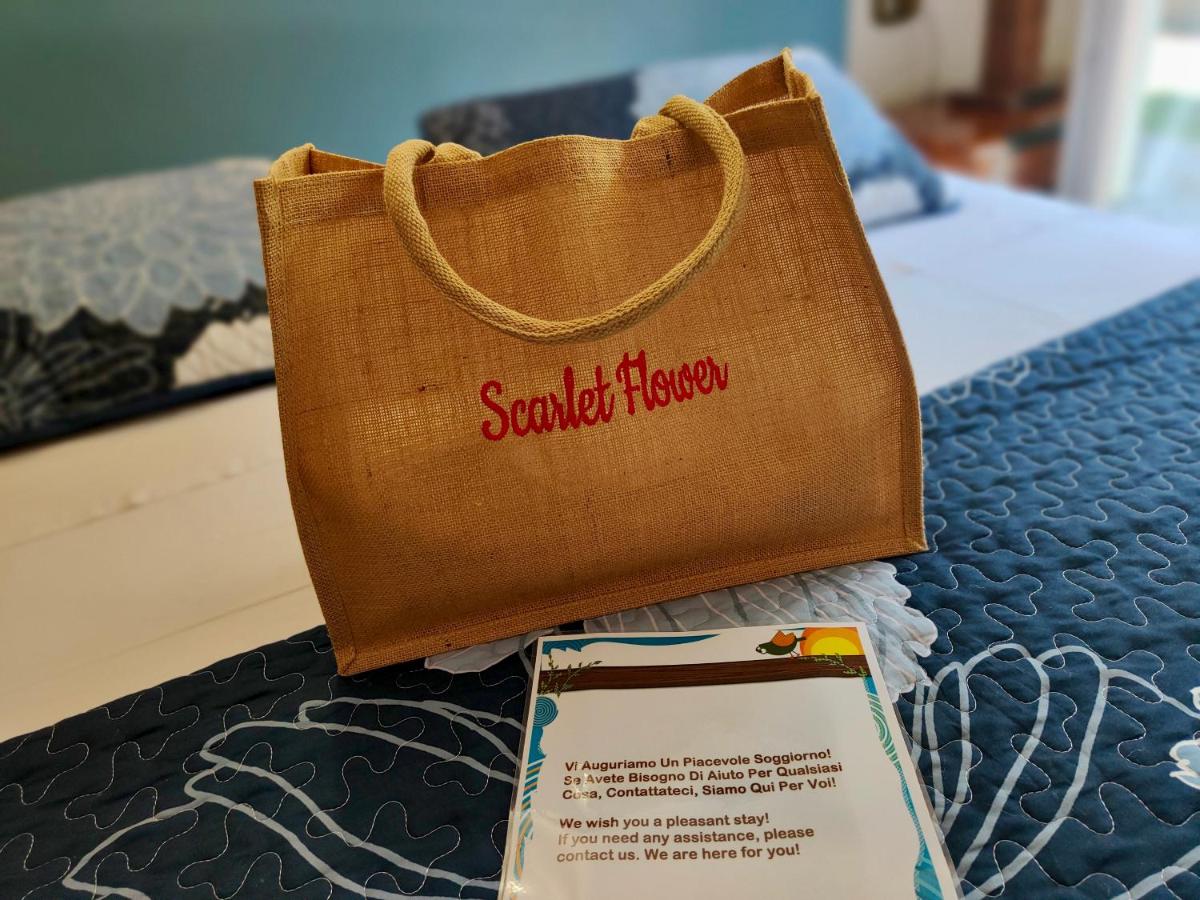 Scarlet Flower
Vi Auguriamo Un Piacevole Soggiorno!
Se Avete Bisogno Di Aiuto Per Qualsiasi
Cosa, Contattateci, Siamo Qui Per Voi!
We wish you a pleasant stay!
If you need any assistance, please
contact us. We are here for you!